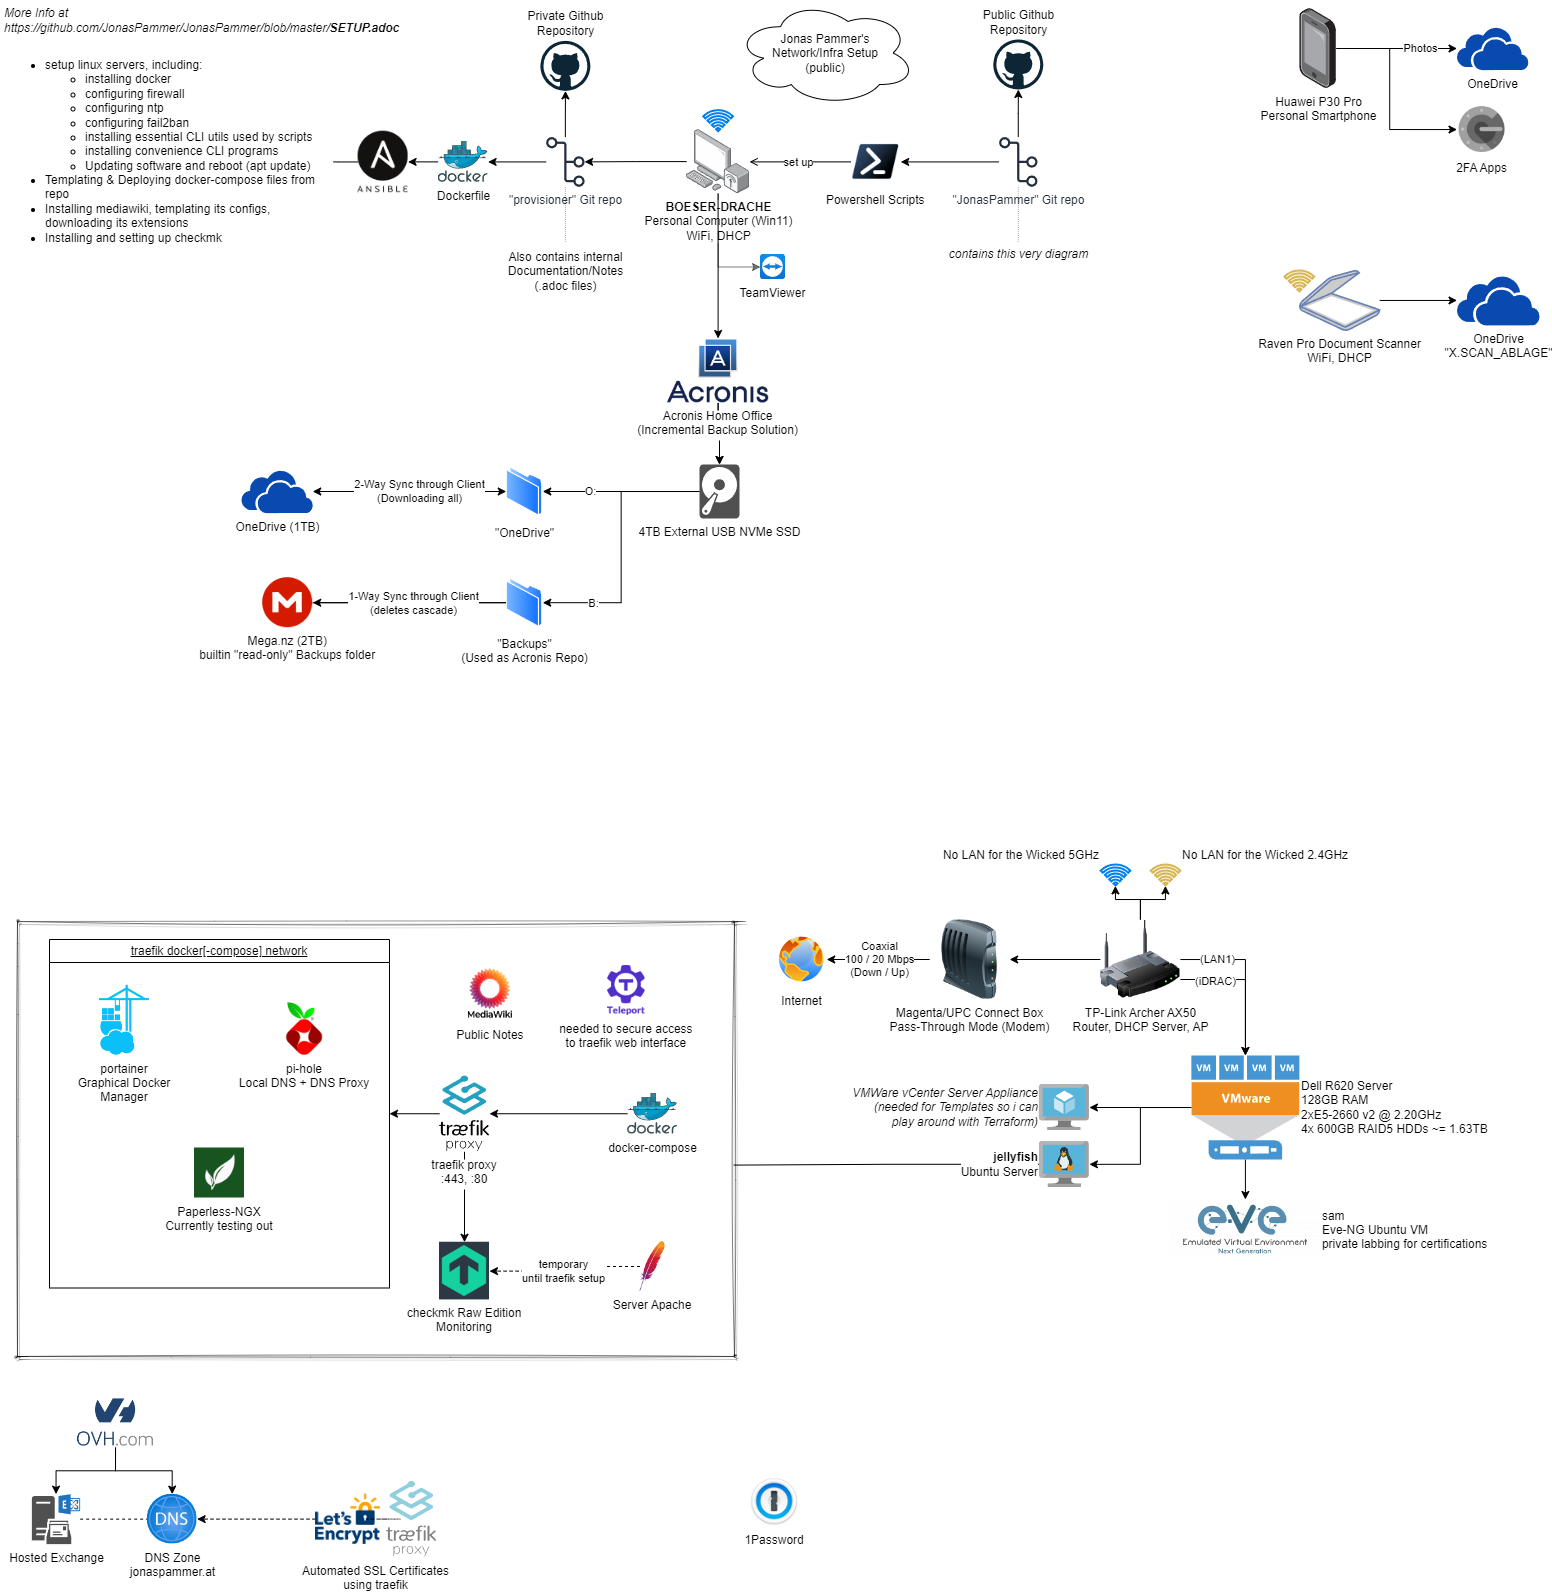 More Info at
https://github.com/JonasPammer/JonasPammer/blob/master/SETUP.adoc
setup linux servers, including:
installing docker
configuring firewall
configuring ntp
configuring fail2ban
installing essential CLI utils used by scripts
installing convenience CLI programs
Updating software and reboot (apt update)
Templating & Deploying docker-compose files from
repo
Installing mediawiki, templating its configs,
downloading its extensions
Installing and setting up checkmk
ANSIBLE
docker
Dockerfile
Private Github
Repository
"provisioner" Git repo
Also contains internal
Documentation/Notes
(.adoc files)
Jonas Pammer's
Network/Infra Setup
(public)
BOESER-DRACHE
Personal Computer (Win11)
WiFi, DHCP
set up
Powershell Scripts
Public Github
Repository
"JonasPammer" Git repo
contains this very diagram
TeamViewer
A
Acronis
Acronis Home Office
(Incremental Backup Solution)
4TB External USB NVMe SSD
O:
B:
"OneDrive"
2-Way Sync through Client
(Downloading all)
OneDrive (1TB)
"Backups"
(Used as Acronis Repo)
1-Way Sync through Client
(deletes cascade)
M
Mega.nz (2TB)
builtin "read-only" Backups folder
Huawei P30 Pro
Personal Smartphone
Photos
OneDrive
2FA Apps
Raven Pro Document Scanner
WiFi, DHCP
OneDrive
"X.SCAN_ABLAGE"
No LAN for the Wicked 5GHz
No LAN for the Wicked 2.4GHz
Internet
Coaxial
100 / 20 Mbps
(Down / Up)
Magenta/UPC Connect Box
Pass-Through Mode (Modem)
TP-Link Archer AX50
Router, DHCP Server, AP
(LAN1)
(iDRAC)
VM VM VM VM
VMware
Dell R620 Server
128GB RAM
2xE5-2660 v2 @ 2.20GHz
4x 600GB RAID5 HDDs ~= 1.63TB
VMWare vCenter Server Appliance
(needed for Templates so i can
play around with Terraform)
jellyfish
Ubuntu Server
eve
Emulated Virtual Environment
Next Generation
sam
Eve-NG Ubuntu VM
private labbing for certifications
traefik docker[-compose] network
portainer
Graphical Docker
Manager
pi-hole
Local DNS + DNS Proxy
Paperless-NGX
Currently testing out
MediaWiki
Public Notes
T
Teleport
needed to secure access
to traefik web interface
træfik
proxy
traefik proxy
:443, :80
docker
docker-compose
checkmk Raw Edition
Monitoring
temporary
until traefik setup
Server Apache
OVH.com
E
Hosted Exchange
DNS
DNS Zone
jonaspammer.at
Let's
Encrypt
træfik
proxy
Automated SSL Certificates
using traefik
1Password